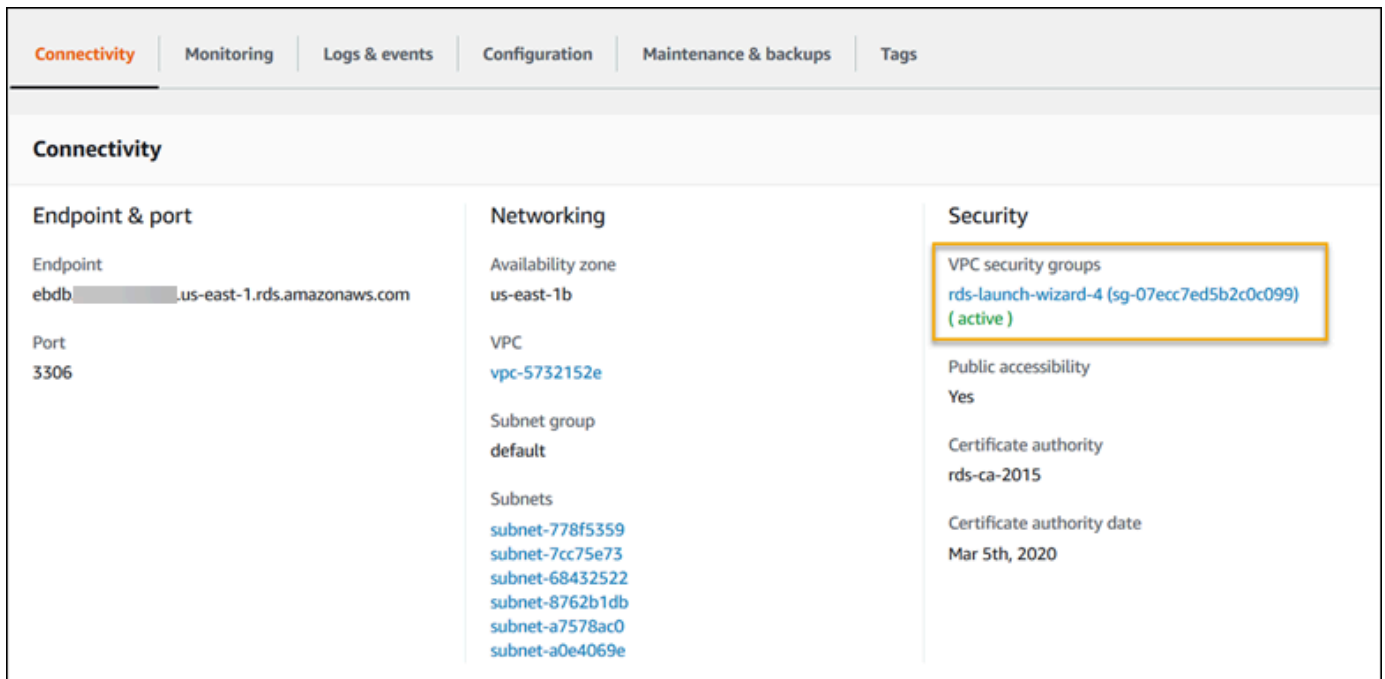 Connectivity
Monitoring
Logs & events
Configuration
Maintenance & backups
Tags
Connectivity
Endpoint & port
Endpoint
ebdb. .us-east-1.rds.amazonaws.com
Port
3306
Networking
Availability zone
us-east-1b
VPC
vpc-5732152e
Subnet group
default
Subnets
subnet-778f5359
subnet-7cc75e73
subnet-68432522
subnet-8762b1db
subnet-a7578ac0
subnet-a0e4069e
Security
VPC security groups
rds-launch-wizard-4 (sg-07ecc7ed5b2c0c099)
( active )
Public accessibility
Yes
Certificate authority
rds-ca-2015
Certificate authority date
Mar 5th, 2020